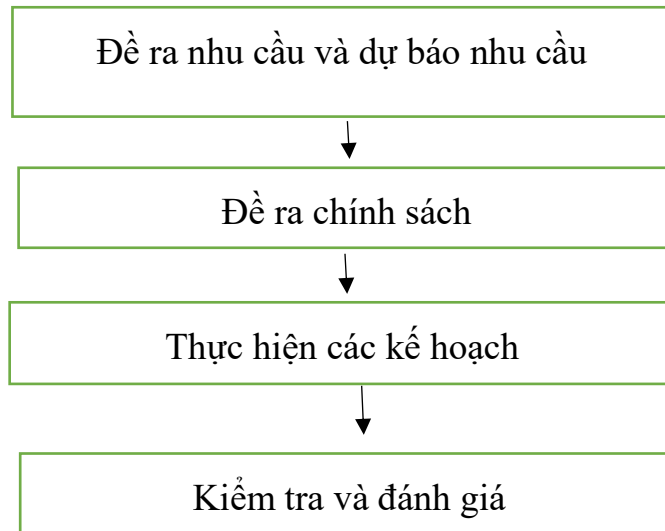 Đề ra nhu cầu và dự báo nhu cầu
Đề ra chính sách
Thực hiện các kế hoạch
Kiểm tra và đánh giá